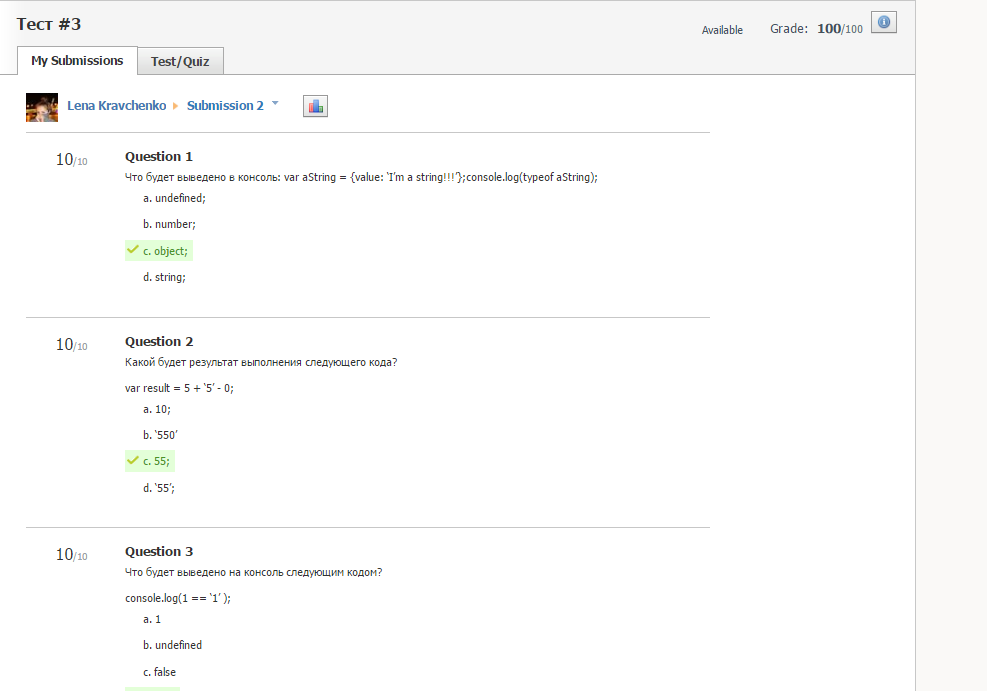 Тест #3
Available
Grade: 100/100
My Submissions
Test/Quiz
Lena Kravchenko
Submission 2
10/10
Question 1
Что будет выведено в консоль: var aString = {value: 'I'm a string!!!'};console.log(typeof aString);
a. undefined;
b. number;
c. object;
d. string;
10/10
Question 2
Какой будет результат выполнения следующего кода?
var result = 5 + ‘5’ - 0;
a. 10;
b. ‘550’
c. 55;
d. ‘55’;
10/10
Question 3
Что будет выведено на консоль следующим кодом?
console.log(1 == ‘1’ );
a. 1
b. undefined
c. false